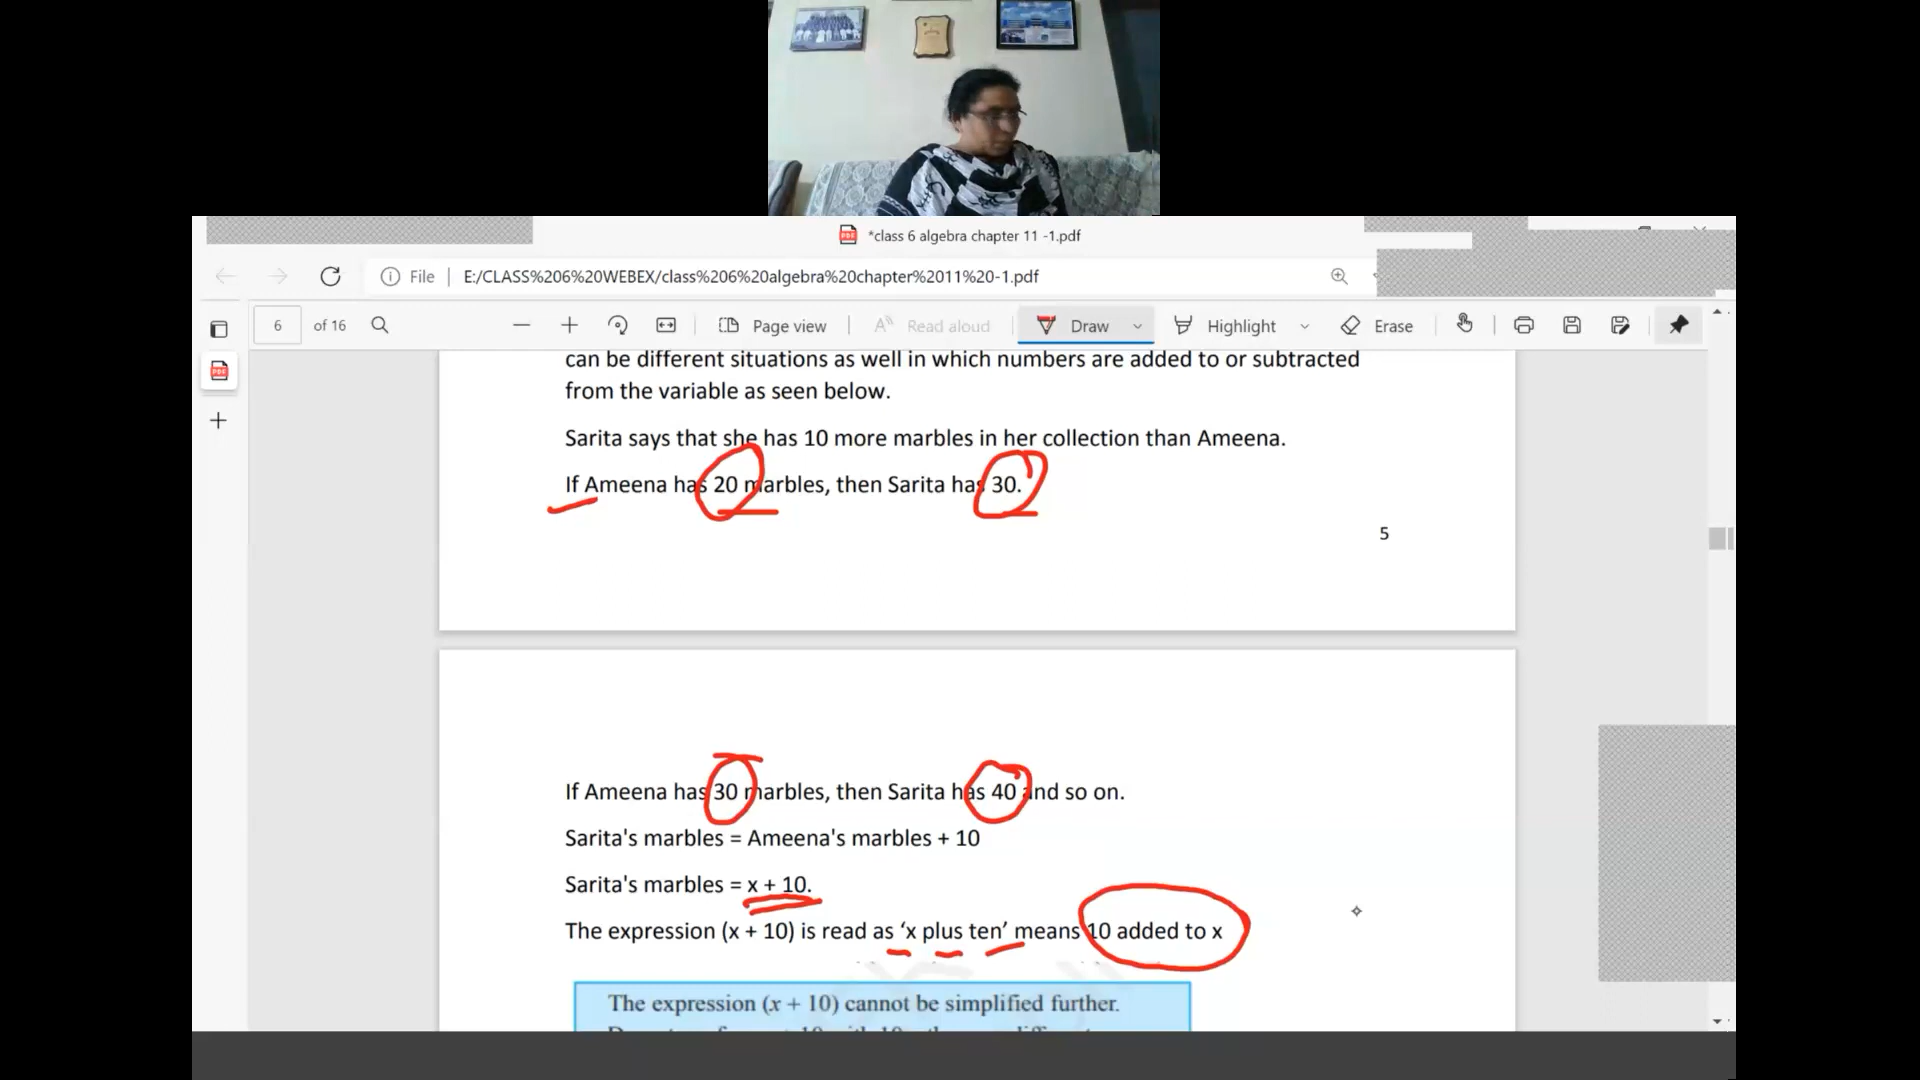 *class 6 algebra chapter 11 -1.pdf
File E:/CLASS%206%20WEBEX/class%206%20algebra%20chapter%2011%20-1.pdf
6 of 16 Page view Read aloud Draw Highlight Erase
can be different situations as well in which numbers are added to or subtracted
from the variable as seen below.
Sarita says that she has 10 more marbles in her collection than Ameena.
If Ameena has 20 marbles, then Sarita has 30.
5
If Ameena has 30 marbles, then Sarita has 40 and so on.
Sarita's marbles = Ameena's marbles + 10
Sarita's marbles = x + 10.
The expression (x + 10) is read as ‘x plus ten’ means 10 added to x
The expression (x + 10) cannot be simplified further.